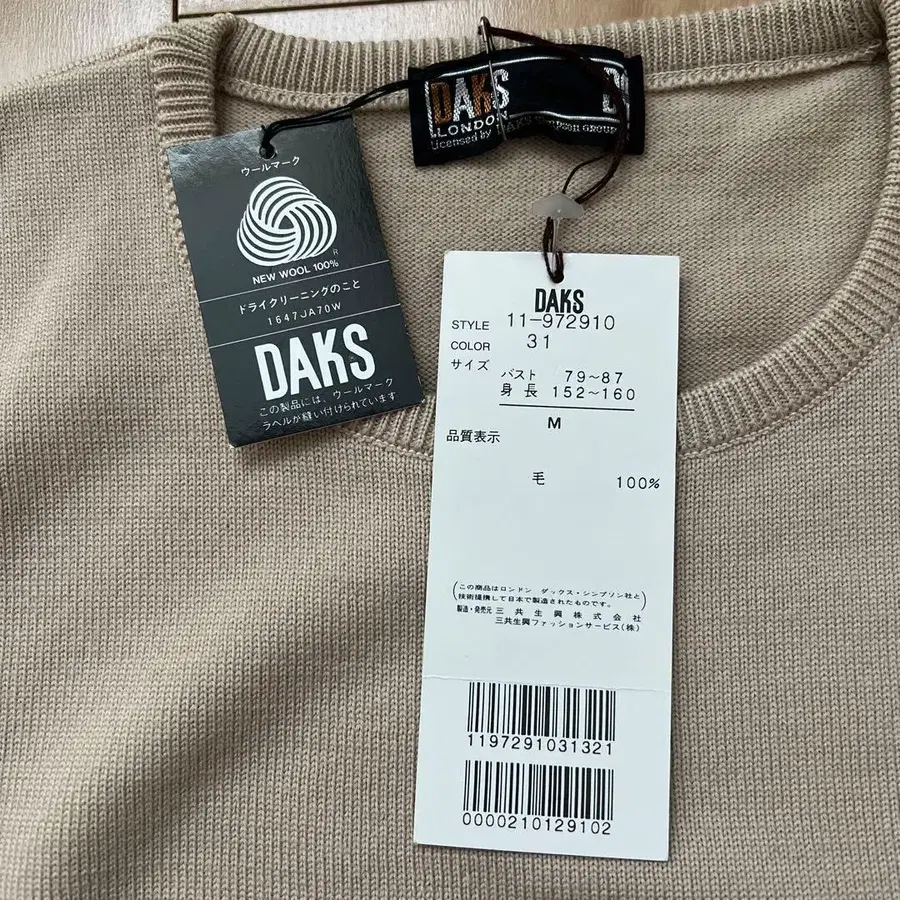 DAKS
LONDON
Licensed by DAKS Simpson GROUP
ウールマーク
R
NEW WOOL 100%
ドライクリーニングのこと
1647JA70W
DAKS
この製品には、ウールマーク
ラベルが縫い付けられています
DAKS
STYLE 11-972910
COLOR 31
サイズ
バスト 79~87
身長 152~160
M
品質表示
毛 100%
(この商品はロンドン ダックス・シンプソン社と
技術提携して日本で製造されたものです。)
製造・発売元 三共生興株式会社
三共生興ファッションサービス(株)
1197291031321
0000210129102